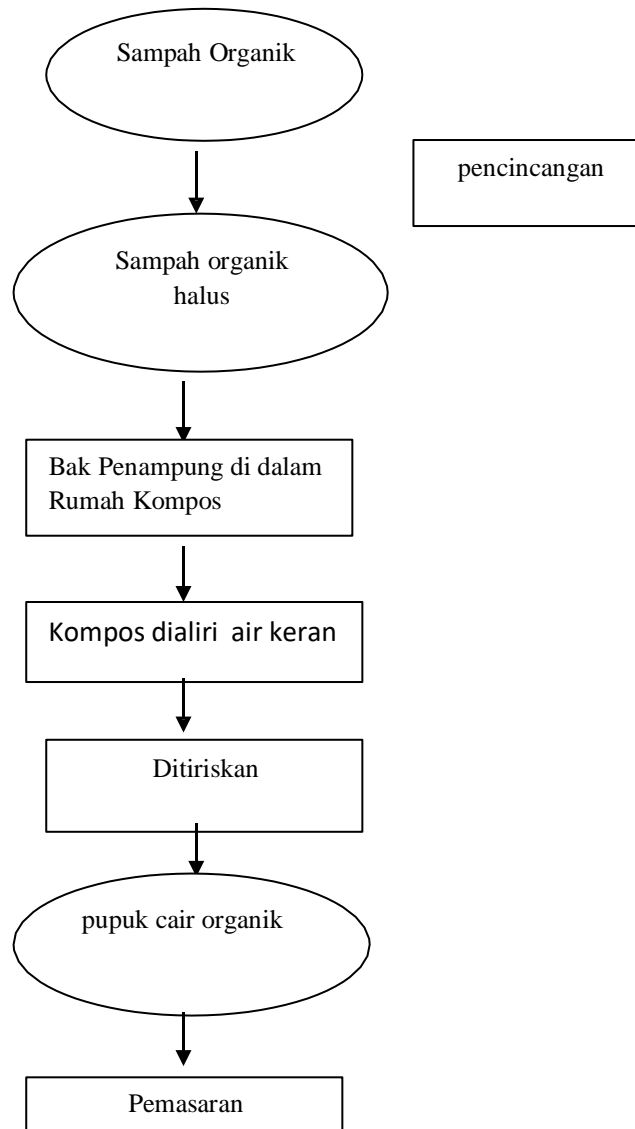 Sampah Organik
pencincangan
Sampah organik
halus
Bak Penampung di dalam
Rumah Kompos
Kompos dialiri air keran
Ditiriskan
pupuk cair organik
Pemasaran